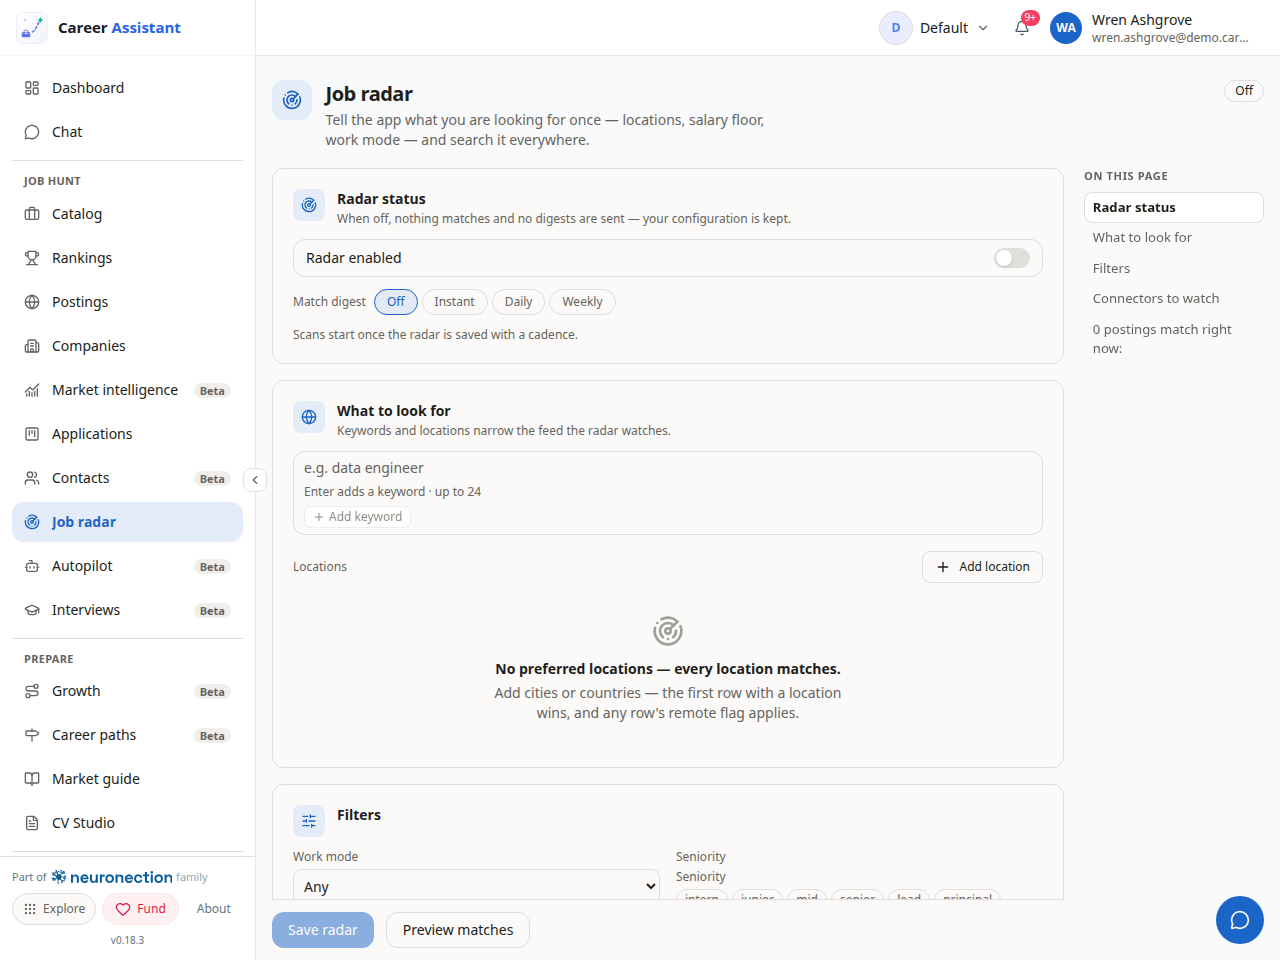 Career Assistant
D
Default
9+
WA
Wren Ashgrove
wren.ashgrove@demo.car...
Dashboard
Chat
JOB HUNT
Catalog
Rankings
Postings
Companies
Market intelligence Beta
Applications
Contacts Beta
Job radar
Autopilot Beta
Interviews Beta
PREPARE
Growth Beta
Career paths Beta
Market guide
CV Studio
Part of neuronection family
Explore
Fund
About
v0.18.3
Job radar
Tell the app what you are looking for once — locations, salary floor,
work mode — and search it everywhere.
Off
Radar status
When off, nothing matches and no digests are sent — your configuration is kept.
Radar enabled
Match digest Off Instant Daily Weekly
Scans start once the radar is saved with a cadence.
What to look for
Keywords and locations narrow the feed the radar watches.
e.g. data engineer
Enter adds a keyword · up to 24
+ Add keyword
Locations
+ Add location
No preferred locations — every location matches.
Add cities or countries — the first row with a location
wins, and any row's remote flag applies.
Filters
Work mode
Any
Seniority
Seniority
intern junior mid senior lead principal
Save radar
Preview matches
ON THIS PAGE
Radar status
What to look for
Filters
Connectors to watch
0 postings match right
now: